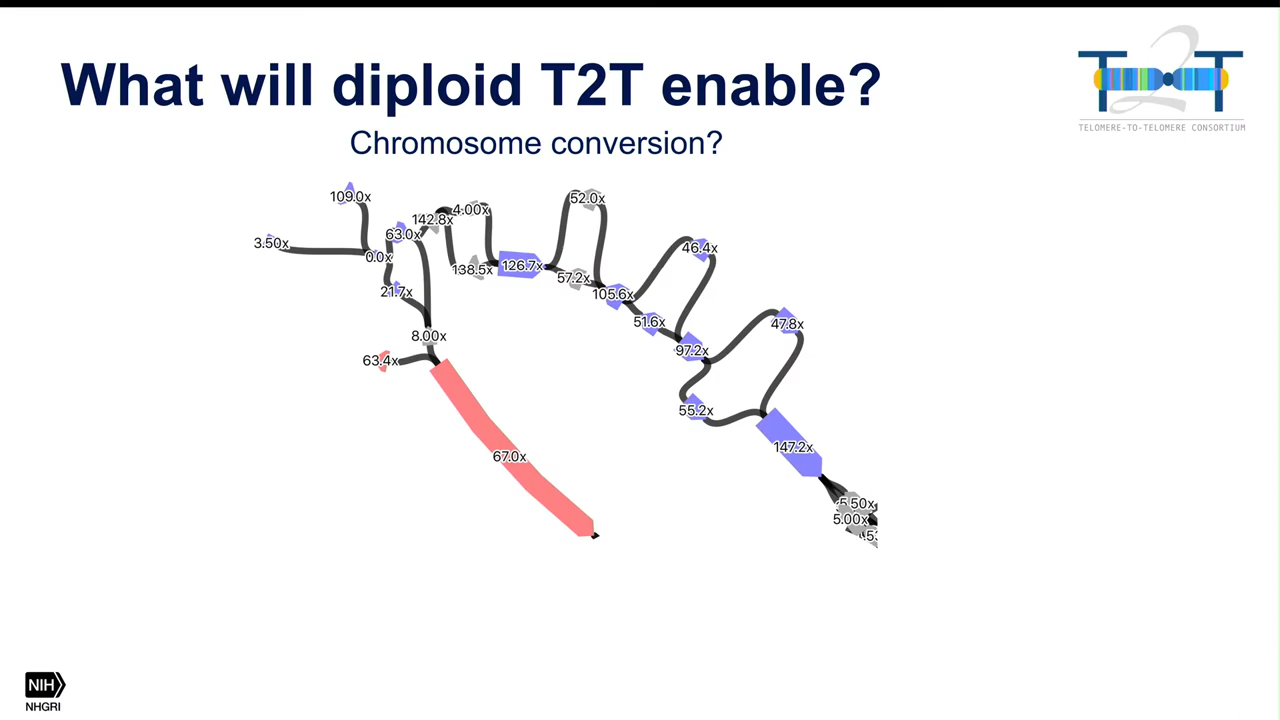 What will diploid T2T enable?
Chromosome conversion?
T2T
TELOMERE-TO-TELOMERE CONSORTIUM
109.0x
3.50x
0.0x
63.0x
142.8x
4.00x
138.5x
126.7x
52.0x
57.2x
105.6x
46.4x
51.6x
97.2x
47.8x
55.2x
147.2x
21.7x
8.00x
63.4x
67.0x
5.50x
5.00x
NIH
NHGRI